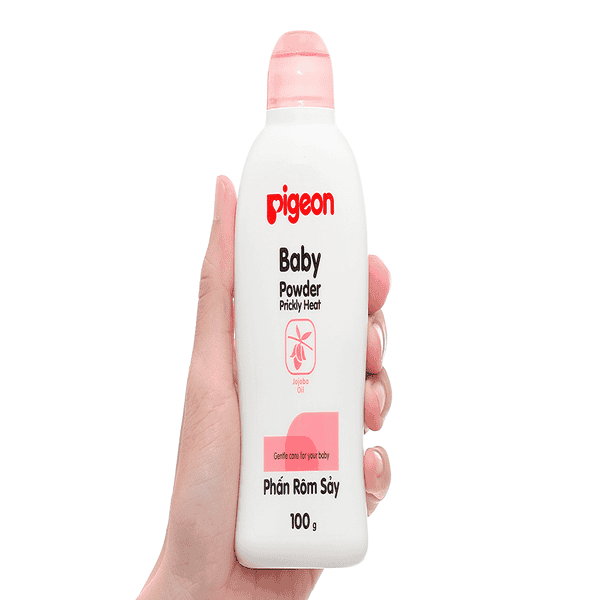 pigeon
Baby
Powder
Prickly Heat
Jojoba
Oil
Gentle care for your baby
Phấn Rôm Sảy
100 g